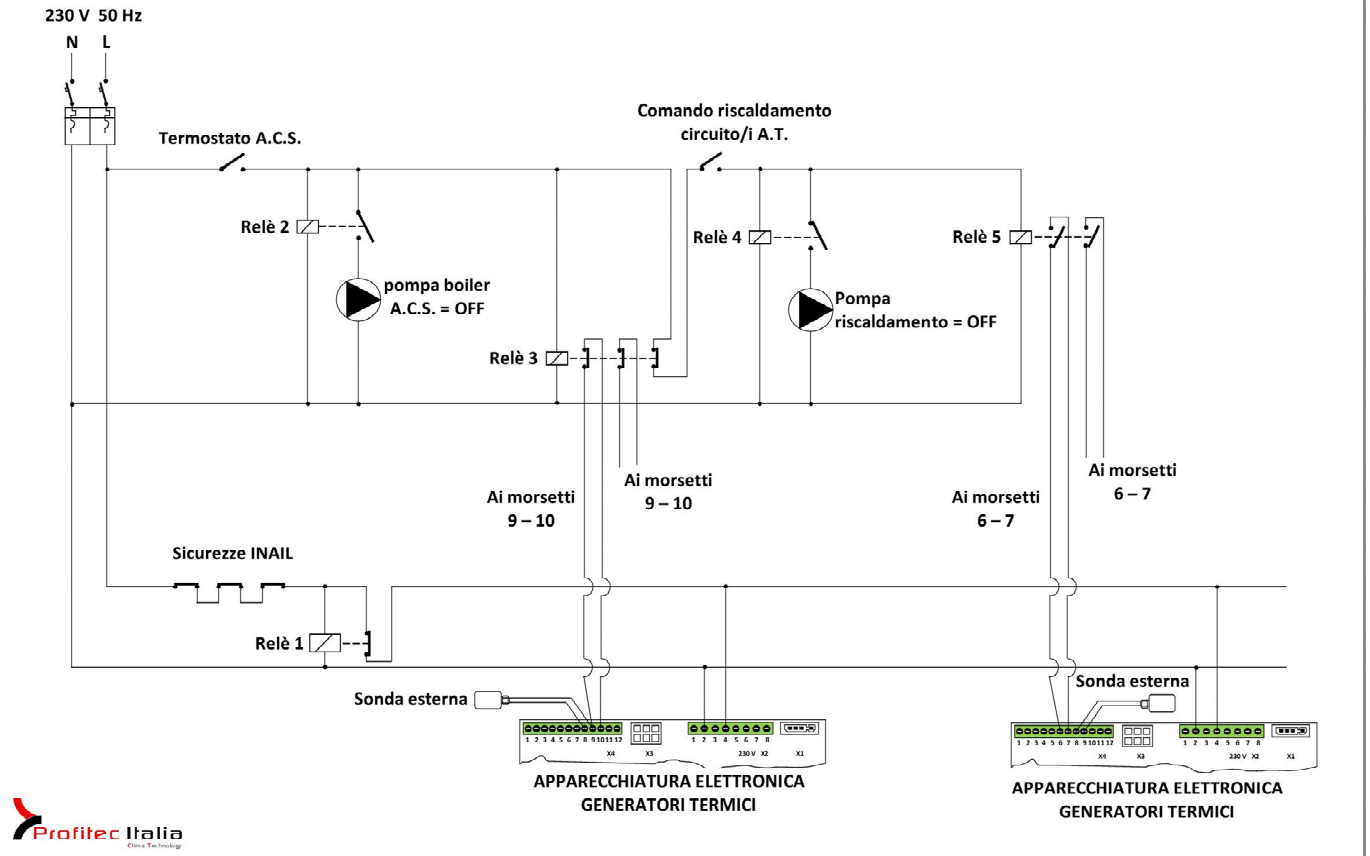 230 V 50 Hz
N L
Termostato A.C.S.
Comando riscaldamento
circuito/i A.T.
Relè 2
Relè 4
Relè 5
pompa boiler
A.C.S. = OFF
Pompa
riscaldamento = OFF
Relè 3
Ai morsetti
9 – 10
Ai morsetti
9 – 10
Ai morsetti
6 – 7
Ai morsetti
6 – 7
Sicurezze INAIL
Relè 1
Sonda esterna
Sonda esterna
1 2 3 4 5 6 7 8 9 10 11 12
1 2 3 4 5 6 7 8
X4 X3 230 V X2 X1
1 2 3 4 5 6 7 8 9 10 11 12
1 2 3 4 5 6 7 8
X4 X3 230 V X2 X1
APPARECCHIATURA ELETTRONICA
GENERATORI TERMICI
APPARECCHIATURA ELETTRONICA
GENERATORI TERMICI
Profitec Italia
Clima Technology